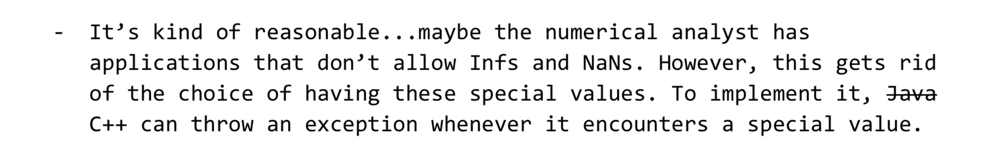 - It’s kind of reasonable...maybe the numerical analyst has
applications that don’t allow Infs and NaNs. However, this gets rid
of the choice of having these special values. To implement it, Java
C++ can throw an exception whenever it encounters a special value.